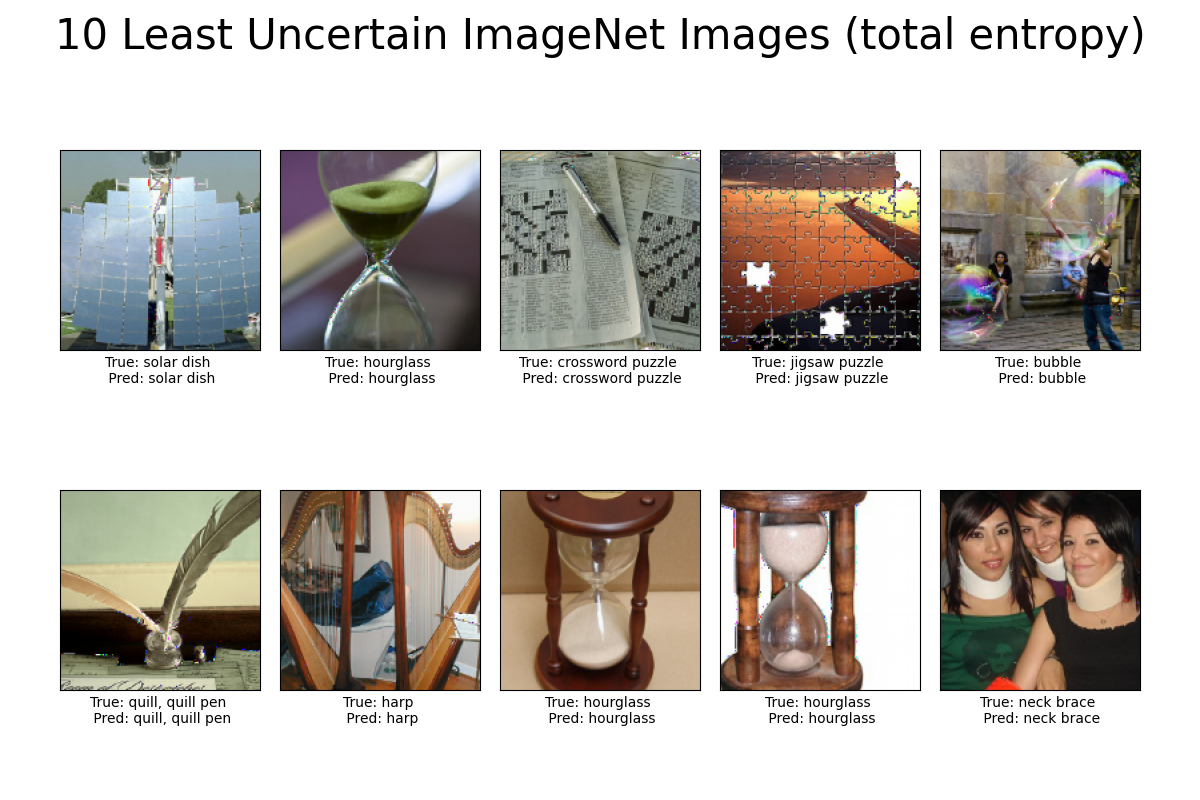 10 Least Uncertain ImageNet Images (total entropy)
True: solar dish
Pred: solar dish
True: hourglass
Pred: hourglass
True: crossword puzzle
Pred: crossword puzzle
True: jigsaw puzzle
Pred: jigsaw puzzle
True: bubble
Pred: bubble
True: quill, quill pen
Pred: quill, quill pen
True: harp
Pred: harp
True: hourglass
Pred: hourglass
True: hourglass
Pred: hourglass
True: neck brace
Pred: neck brace